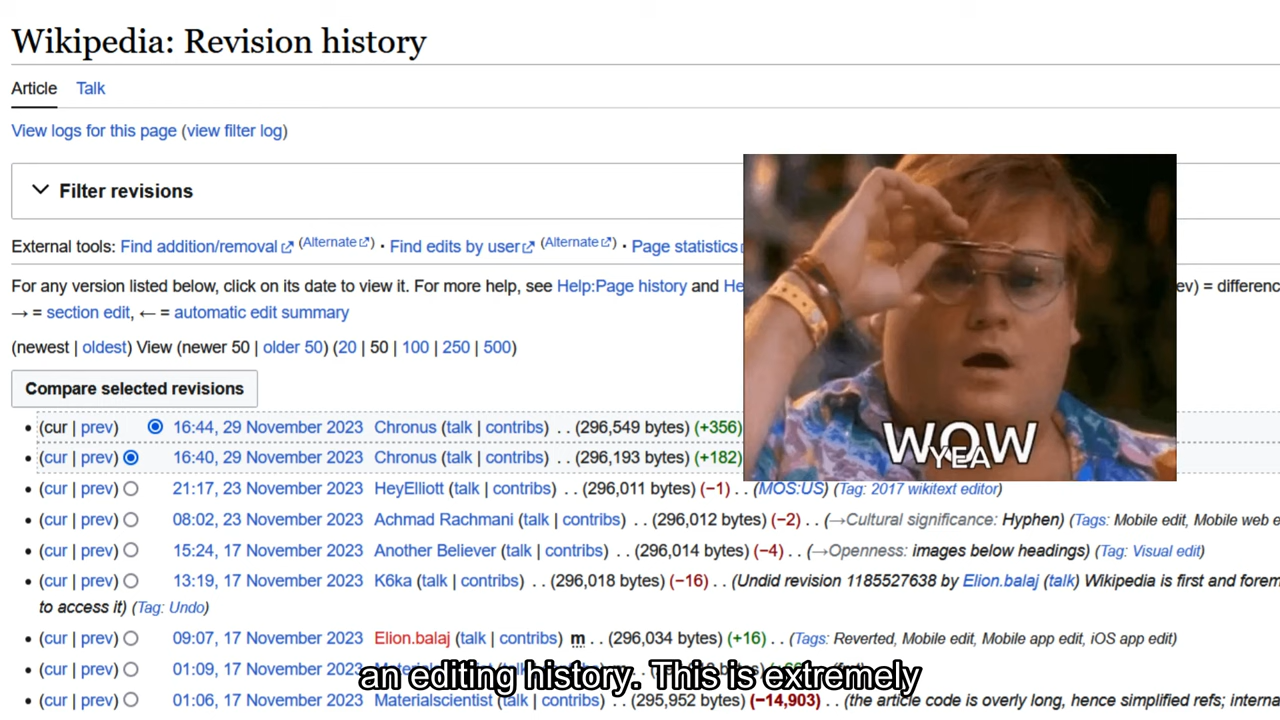 Wikipedia: Revision history
Article Talk
View logs for this page (view filter log)
Filter revisions
External tools: Find addition/removal (Alternate) • Find edits by user (Alternate) • Page statistics
For any version listed below, click on its date to view it. For more help, see Help:Page history and He
ev) = differenc
→ = section edit, ← = automatic edit summary
(newest | oldest) View (newer 50 | older 50) (20 | 50 | 100 | 250 | 500)
Compare selected revisions
• (cur | prev) 16:44, 29 November 2023 Chronus (talk | contribs) . . (296,549 bytes) (+356)
• (cur | prev) 16:40, 29 November 2023 Chronus (talk | contribs) . . (296,193 bytes) (+182)
WOW
YEA
• (cur | prev) 21:17, 23 November 2023 HeyElliott (talk | contribs) . . (296,011 bytes) (−1) . . (MOS:US) (Tag: 2017 wikitext editor)
• (cur | prev) 08:02, 23 November 2023 Achmad Rachmani (talk | contribs) . . (296,012 bytes) (−2) . . (→Cultural significance: Hyphen) (Tags: Mobile edit, Mobile web e
• (cur | prev) 15:24, 17 November 2023 Another Believer (talk | contribs) . . (296,014 bytes) (−4) . . (→Openness: images below headings) (Tag: Visual edit)
• (cur | prev) 13:19, 17 November 2023 K6ka (talk | contribs) . . (296,018 bytes) (−16) . . (Undid revision 1185527638 by Elion.balaj (talk) Wikipedia is first and forem
to access it) (Tag: Undo)
• (cur | prev) 09:07, 17 November 2023 Elion.balaj (talk | contribs) m . . (296,034 bytes) (+16) . . (Tags: Reverted, Mobile edit, Mobile app edit, iOS app edit)
• (cur | prev) 01:09, 17 November 2023
an editing history. This is extremely
• (cur | prev) 01:06, 17 November 2023 Materialscientist (talk | contribs) . . (295,952 bytes) (−14,903) . . (the article code is overly long, hence simplified refs; interna